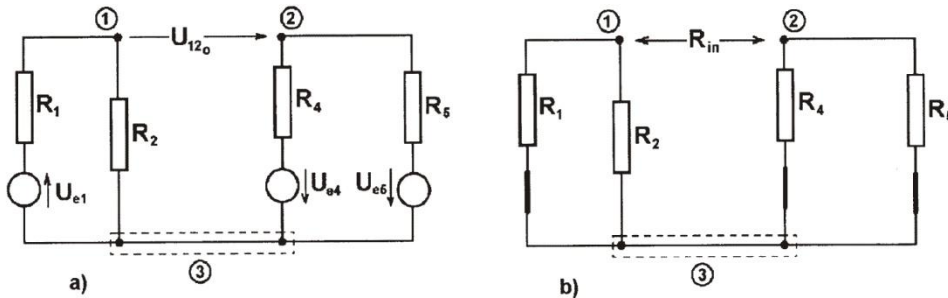 ① U₁₂ₒ ②
R₁ R₂ R₄ R₅
Uₑ₁ Uₑ₄ Uₑ₅
③
a)
① Rᵢₙ ②
R₁ R₂ R₄
③
b)